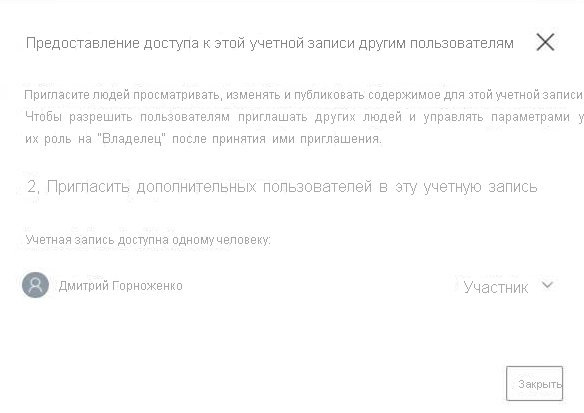 Предоставление доступа к этой учетной записи другим пользователям
Пригласите людей просматривать, изменять и публиковать содержимое для этой учетной записи
Чтобы разрешить пользователям приглашать других людей и управлять параметрами у
их роль на "Владелец" после принятия ими приглашения.
2, Пригласить дополнительных пользователей в эту учетную запись
Учетная запись доступна одному человеку:
Дмитрий Горноженко
Участник
Закрыть